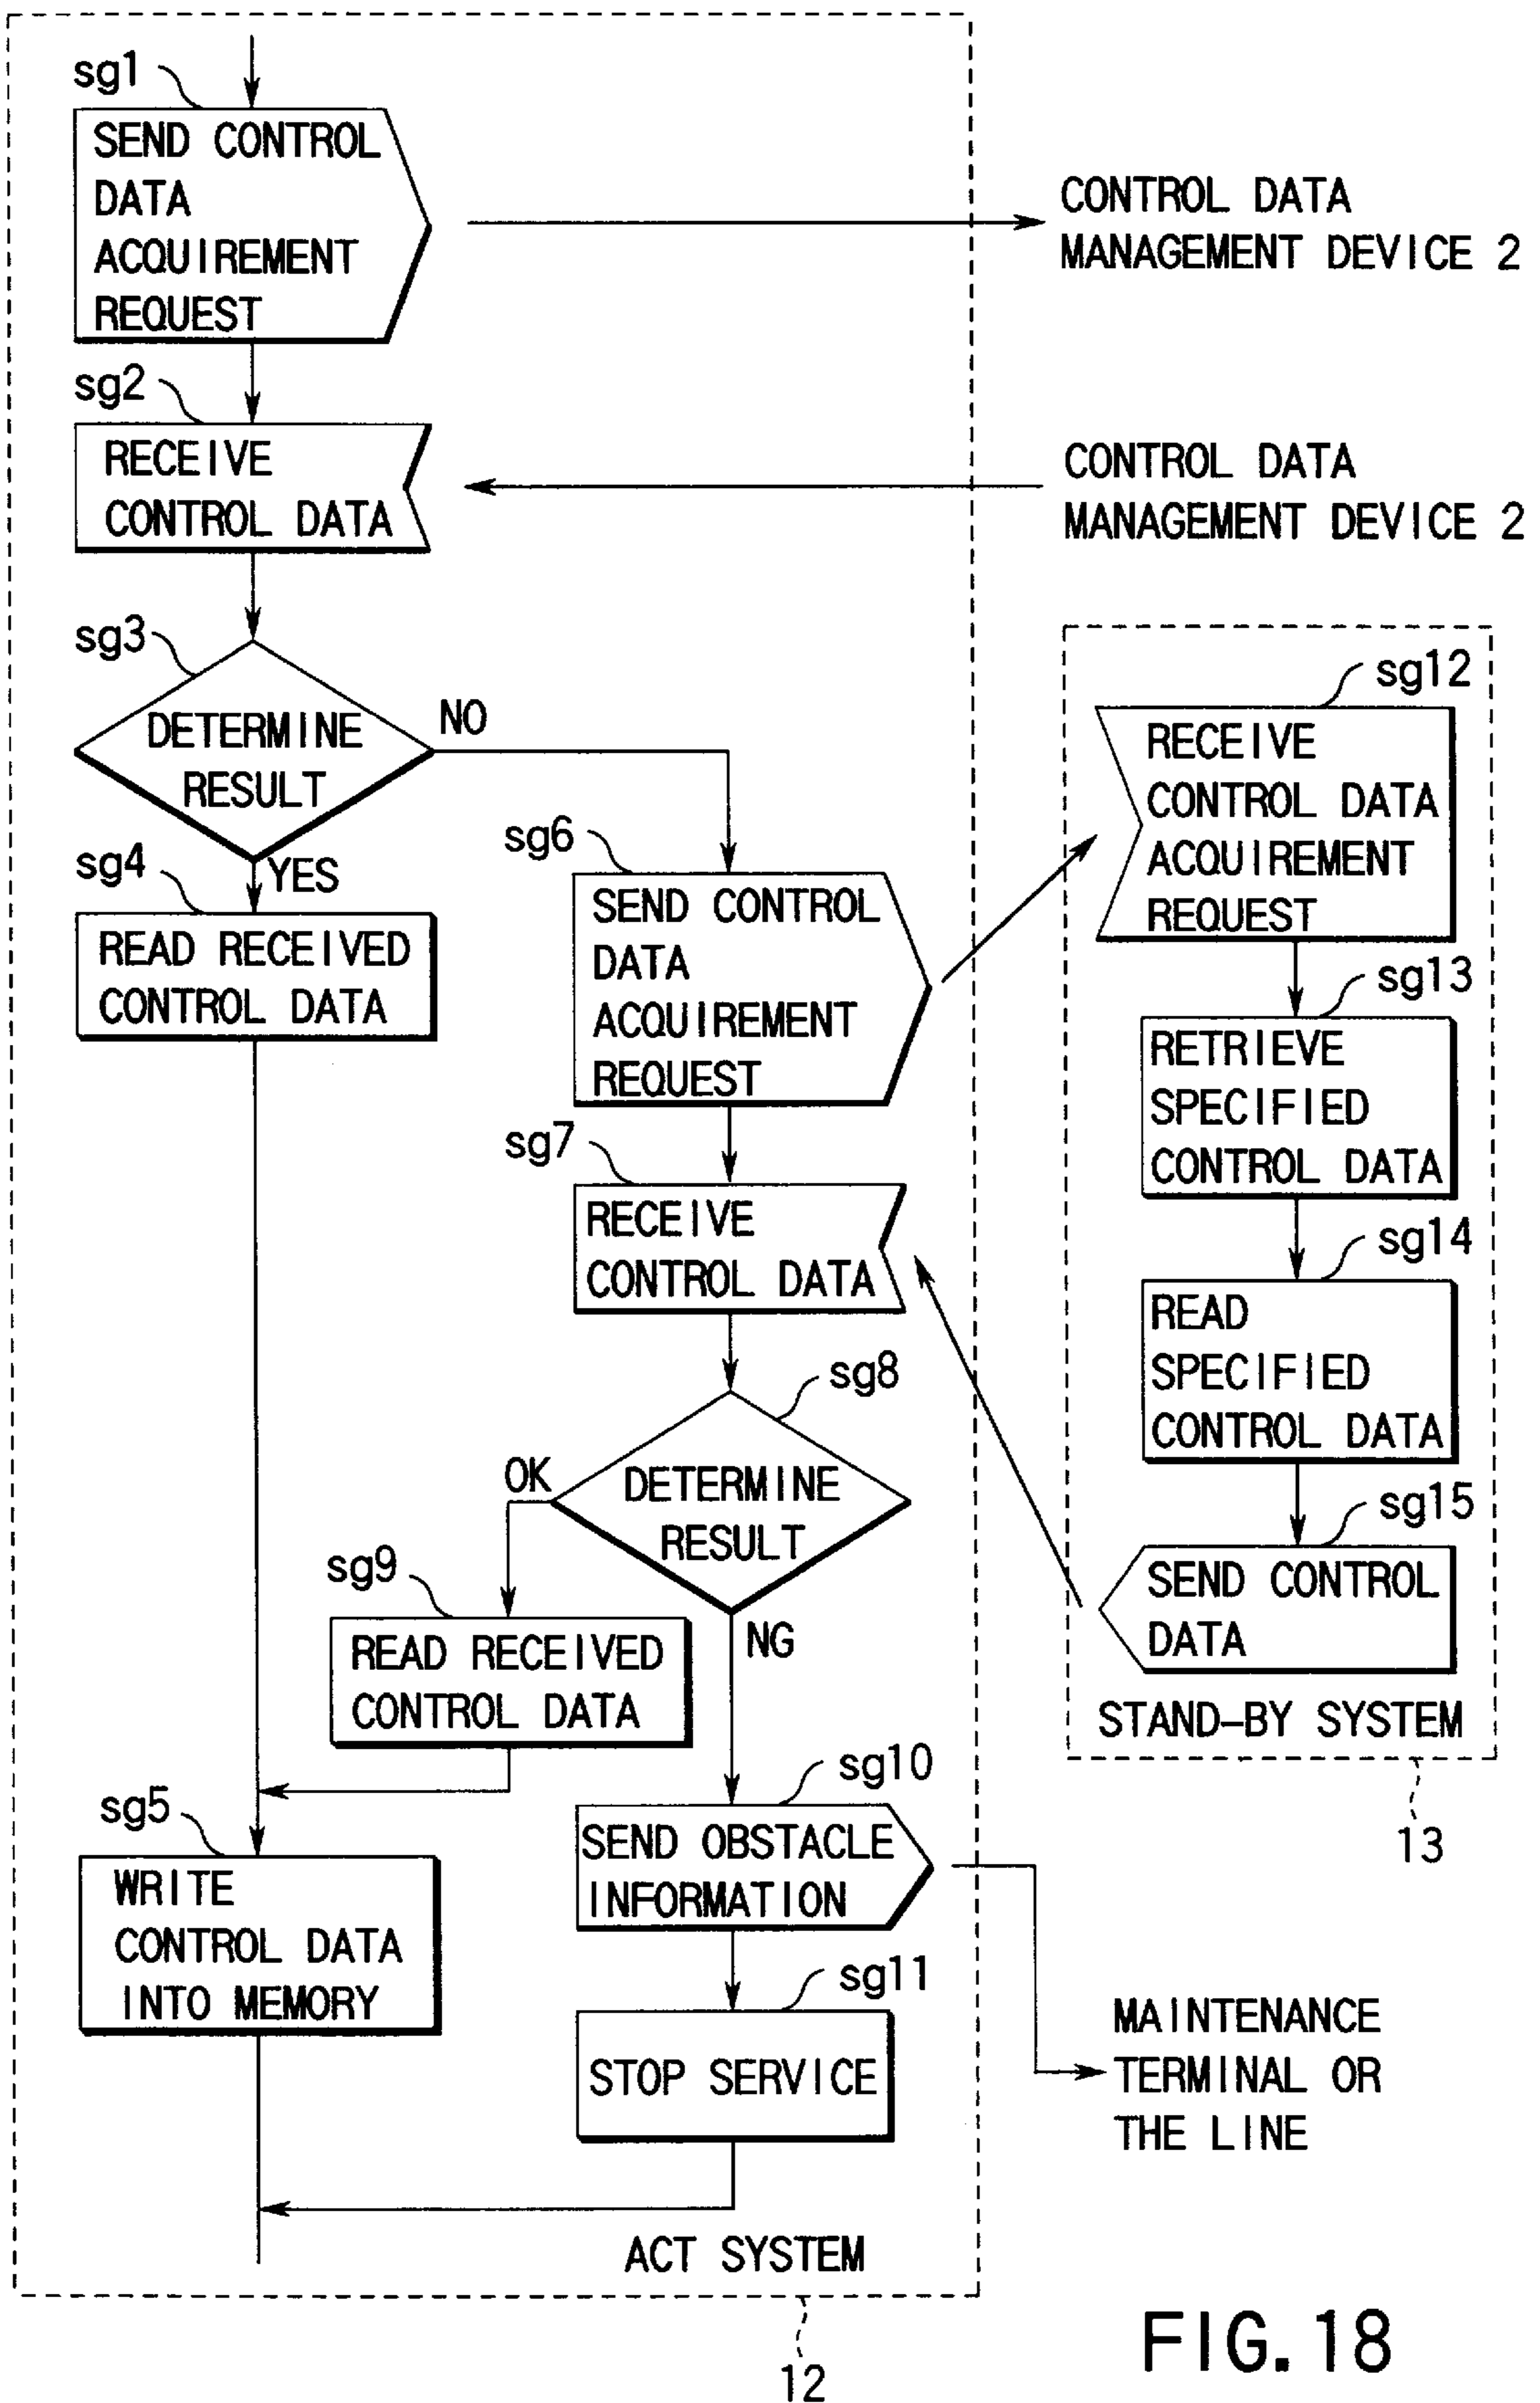 sg1
SEND CONTROL
DATA
ACQUIREMENT
REQUEST
CONTROL DATA
MANAGEMENT DEVICE 2
sg2
RECEIVE
CONTROL DATA
CONTROL DATA
MANAGEMENT DEVICE 2
sg3
DETERMINE
RESULT
NO
YES
sg4
READ RECEIVED
CONTROL DATA
sg6
SEND CONTROL
DATA
ACQUIREMENT
REQUEST
sg12
RECEIVE
CONTROL DATA
ACQUIREMENT
REQUEST
sg13
RETRIEVE
SPECIFIED
CONTROL DATA
sg7
RECEIVE
CONTROL DATA
sg14
READ
SPECIFIED
CONTROL DATA
sg8
DETERMINE
RESULT
OK
NG
sg15
SEND CONTROL
DATA
STAND-BY SYSTEM
13
sg9
READ RECEIVED
CONTROL DATA
sg5
WRITE
CONTROL DATA
INTO MEMORY
sg10
SEND OBSTACLE
INFORMATION
sg11
STOP SERVICE
MAINTENANCE
TERMINAL OR
THE LINE
ACT SYSTEM
12
FIG.18